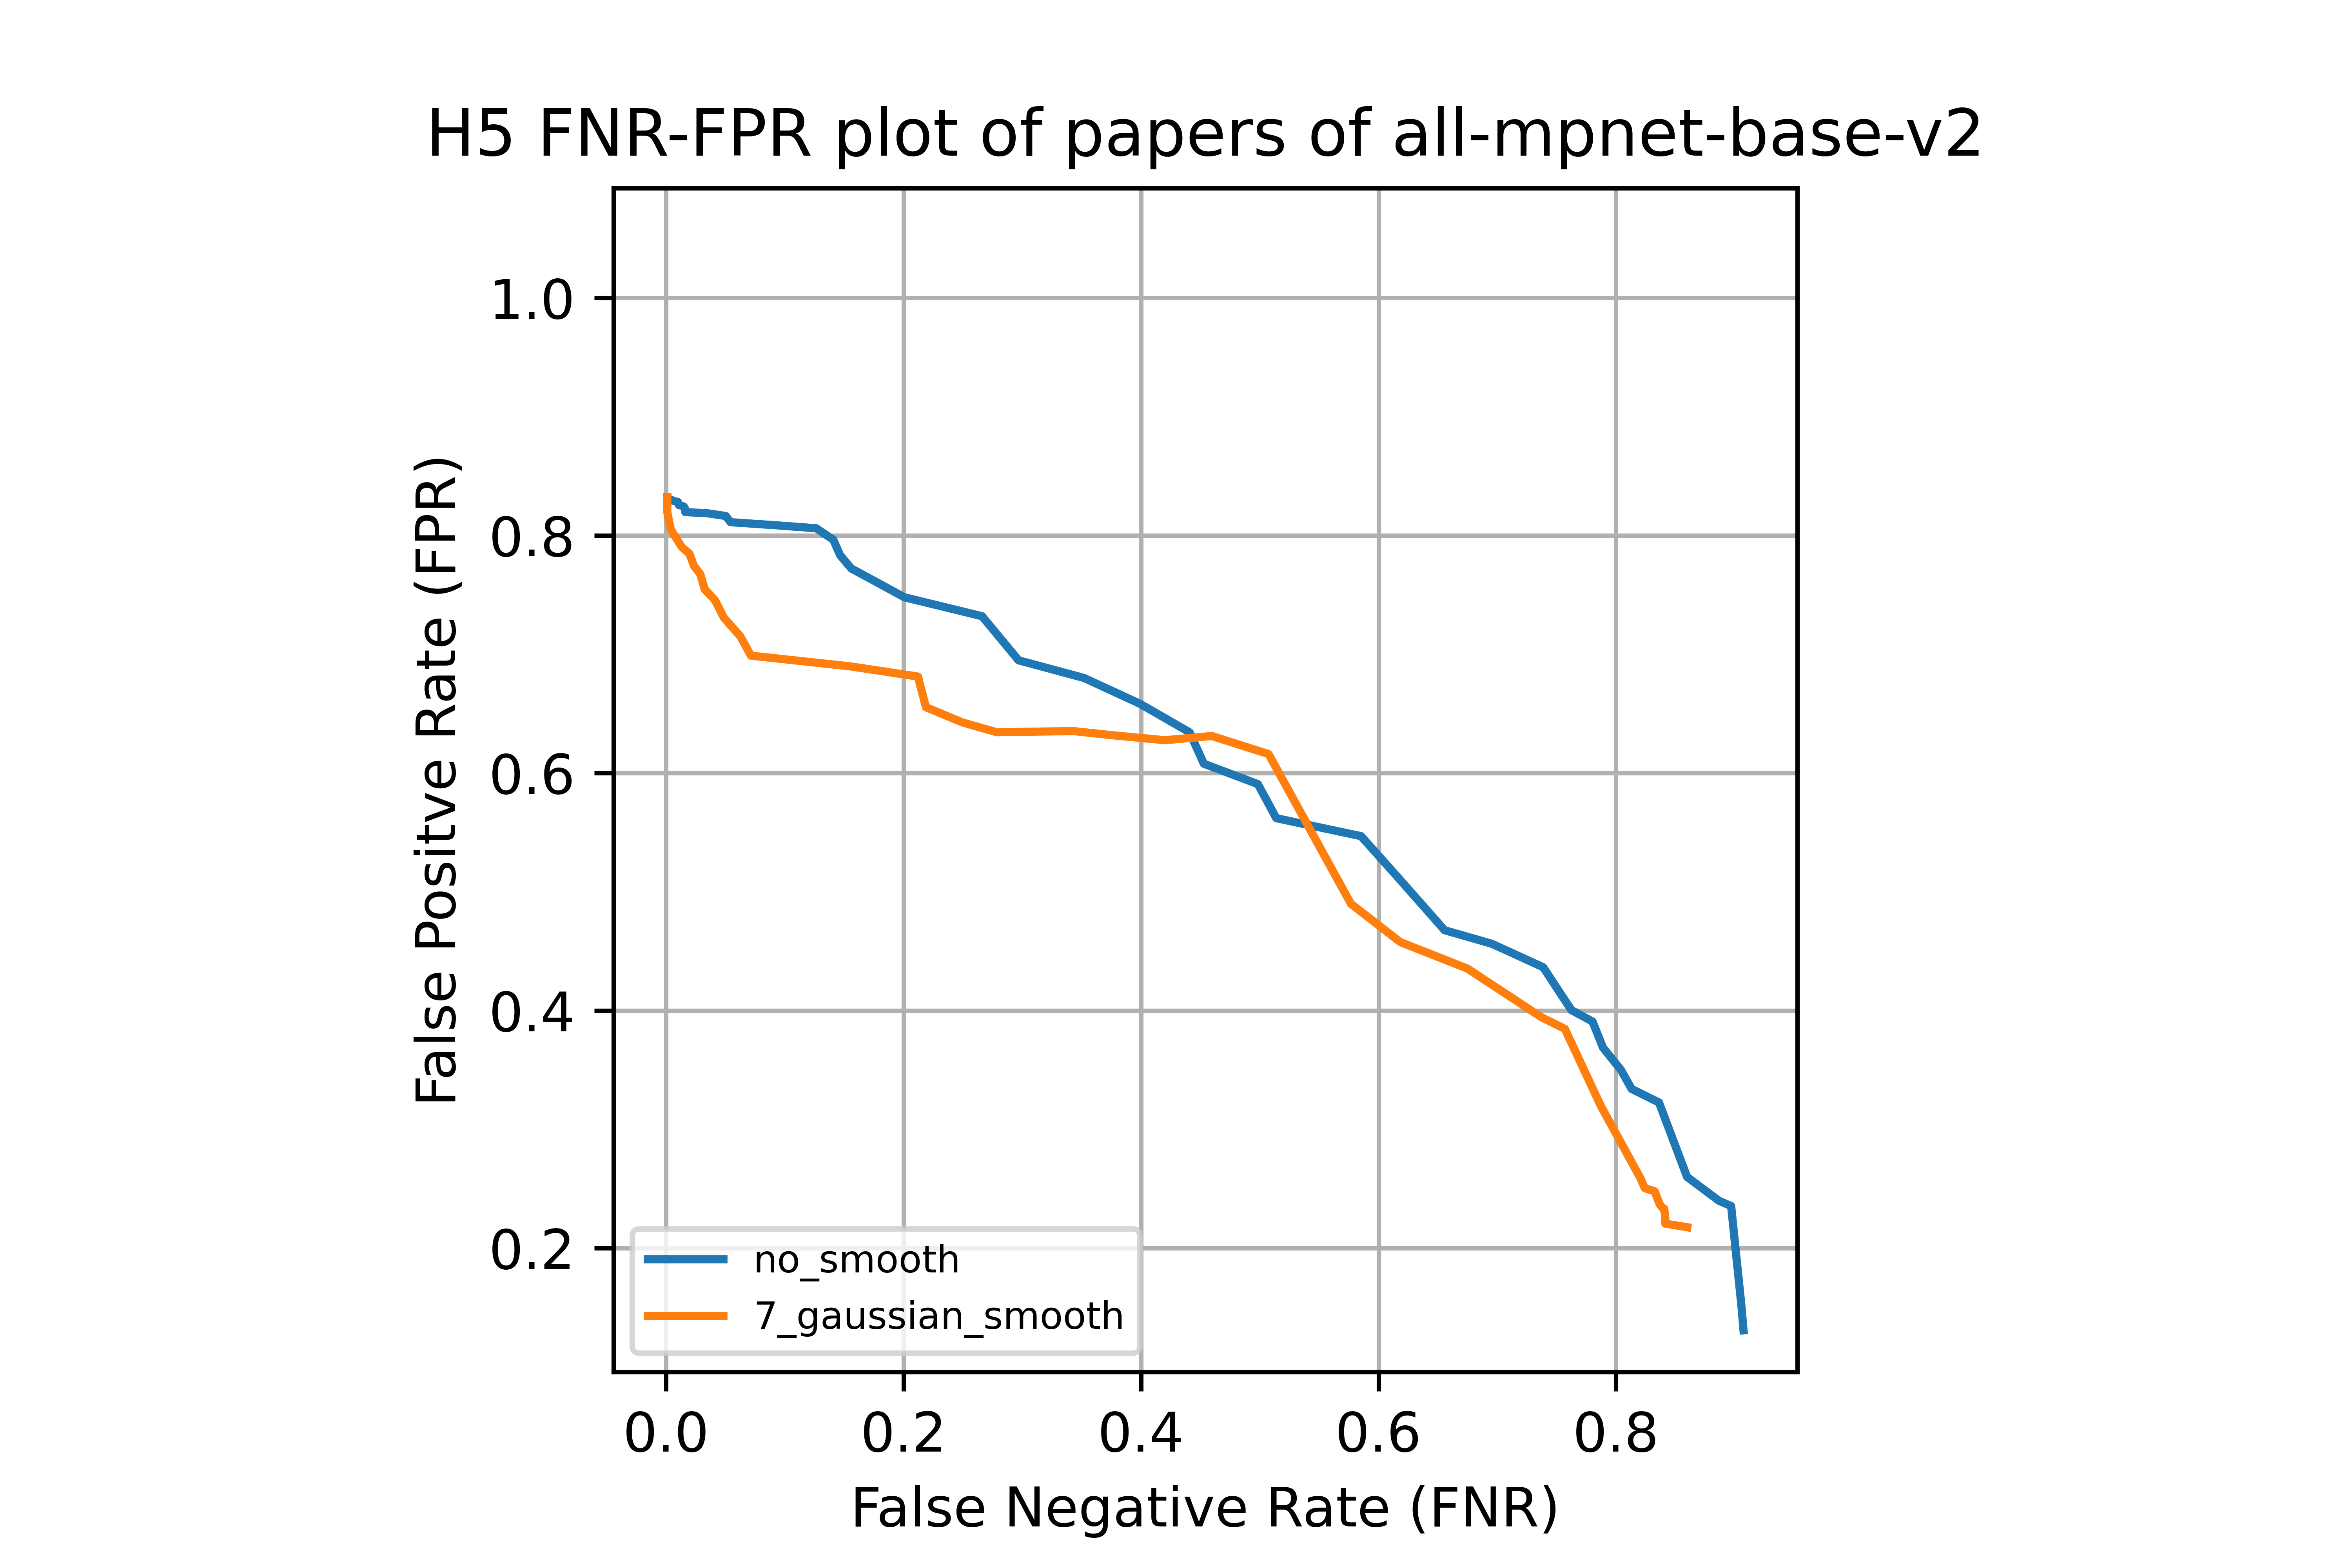 H5 FNR-FPR plot of papers of all-mpnet-base-v2
False Positve Rate (FPR)
1.0
0.8
0.6
0.4
0.2
no_smooth
7_gaussian_smooth
0.0 0.2 0.4 0.6 0.8
False Negative Rate (FNR)